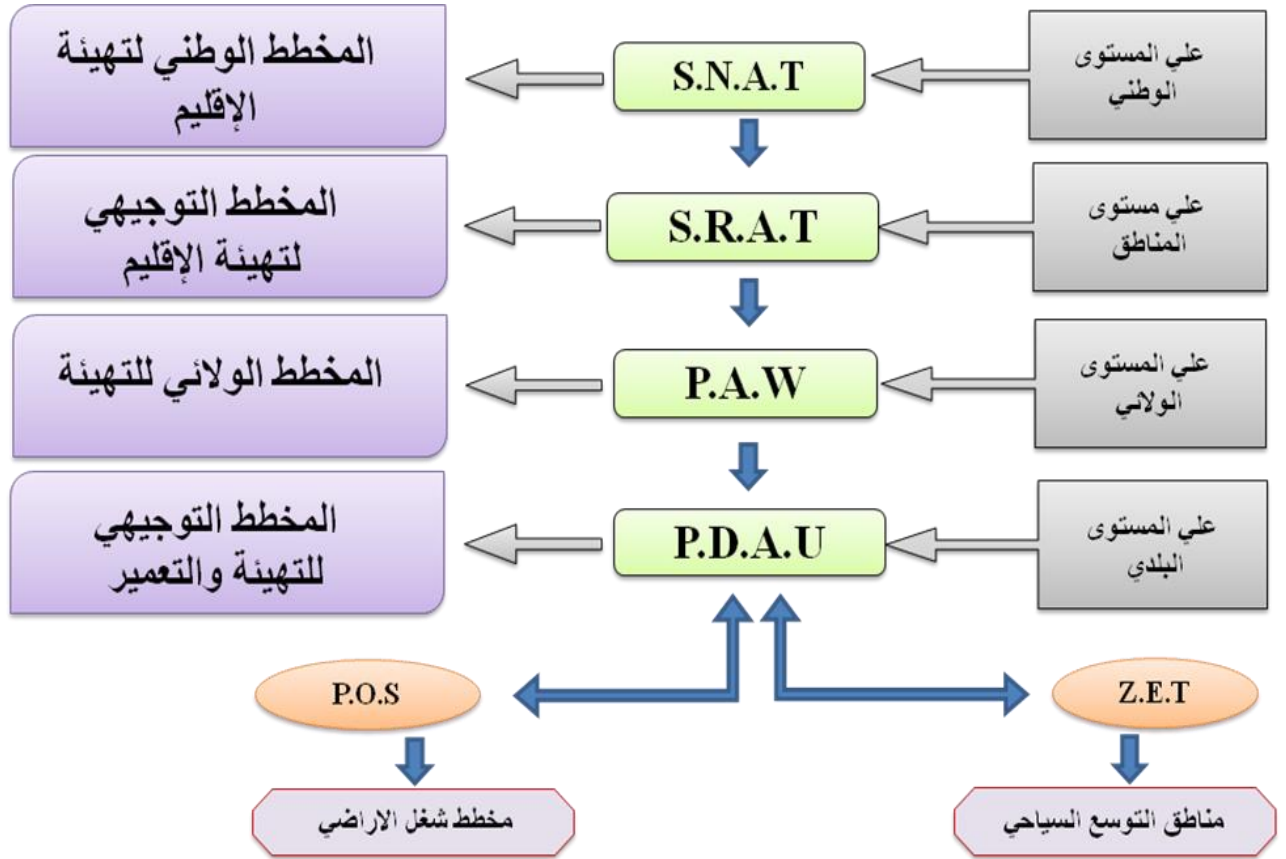 علي المستوى
الوطني
S.N.A.T
المخطط الوطني لتهيئة
الإقليم
علي مستوى
المناطق
S.R.A.T
المخطط التوجيهي
لتهيئة الإقليم
علي المستوى
الولائي
P.A.W
المخطط الولائي للتهيئة
علي المستوى
البلدي
P.D.A.U
المخطط التوجيهي
للتهيئة والتعمير
Z.E.T
P.O.S
مناطق التوسع السياحي
مخطط شغل الاراضي